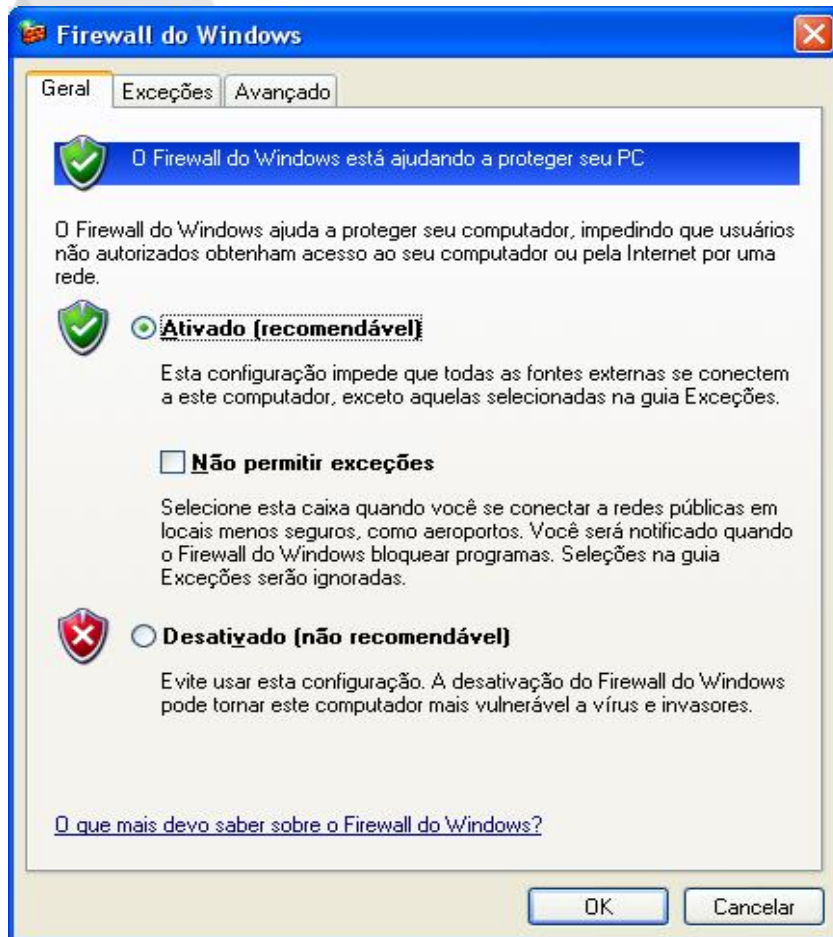 Firewall do Windows
Geral Exceções Avançado
O Firewall do Windows está ajudando a proteger seu PC
O Firewall do Windows ajuda a proteger seu computador, impedindo que usuários
não autorizados obtenham acesso ao seu computador ou pela Internet por uma
rede.
Ativado (recomendável)
Esta configuração impede que todas as fontes externas se conectem
a este computador, exceto aquelas selecionadas na guia Exceções.
Não permitir exceções
Selecione esta caixa quando você se conectar a redes públicas em
locais menos seguros, como aeroportos. Você será notificado quando
o Firewall do Windows bloquear programas. Seleções na guia
Exceções serão ignoradas.
Desativado (não recomendável)
Evite usar esta configuração. A desativação do Firewall do Windows
pode tornar este computador mais vulnerável a vírus e invasores.
O que mais devo saber sobre o Firewall do Windows?
OK Cancelar